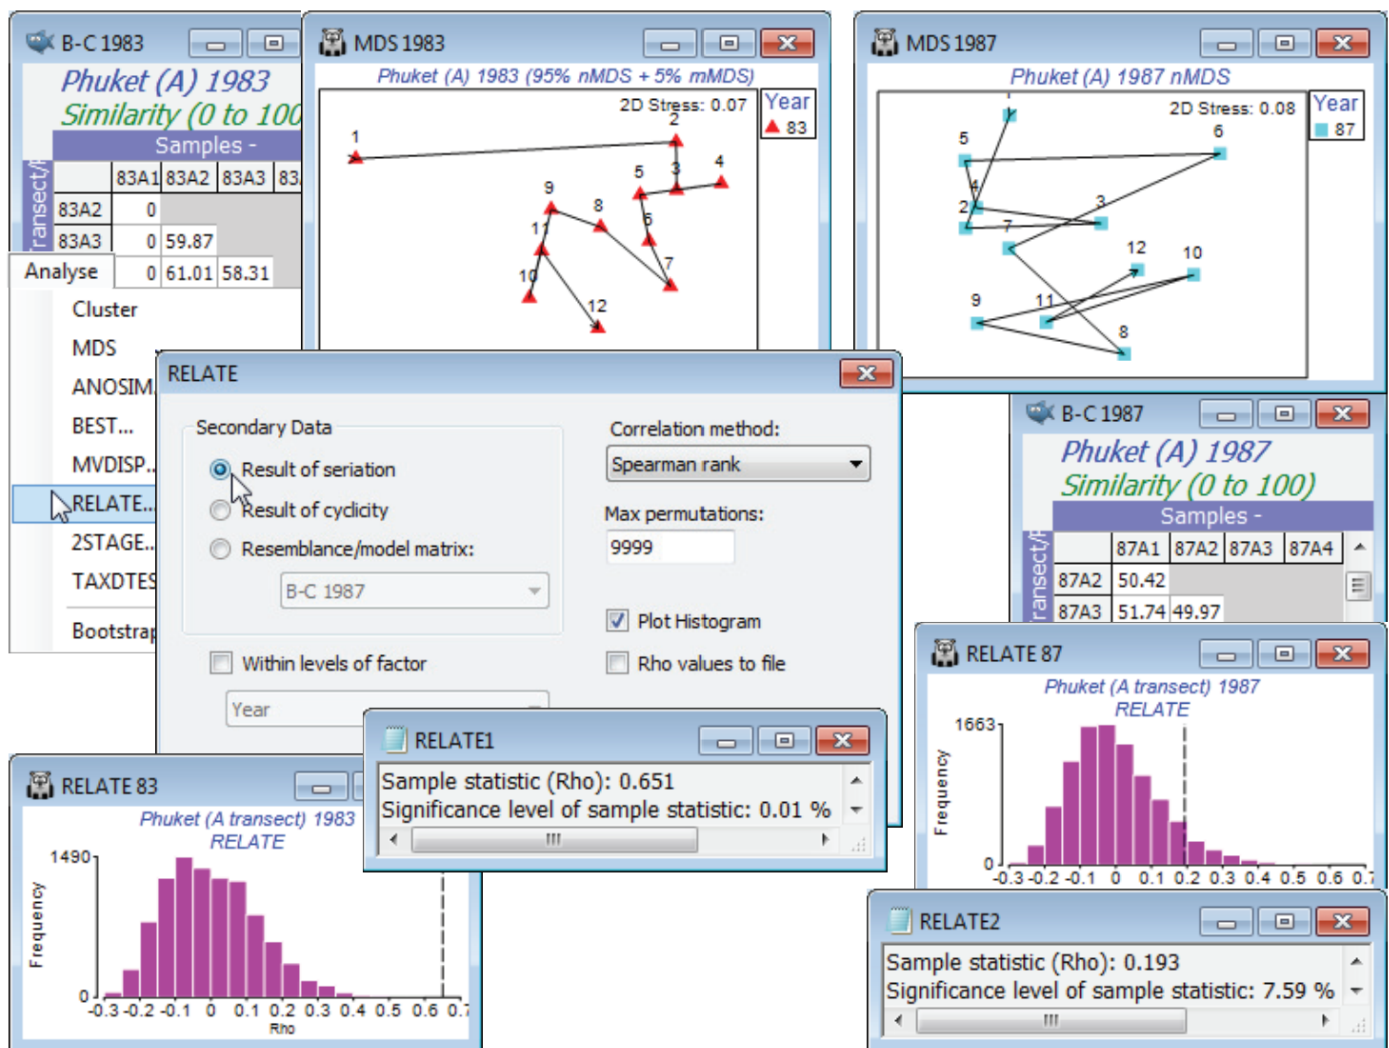 B-C 1983
Phuket (A) 1983
Similarity (0 to 100
Samples -
83A1 83A2 83A3 83
83A2 0
83A3 0 59.87
0 61.01 58.31
MDS 1983
Phuket (A) 1983 (95% nMDS + 5% mMDS)
2D Stress: 0.07
Year
83
1
2
3
4
5
6
7
8
9
10
11
12
MDS 1987
Phuket (A) 1987 nMDS
2D Stress: 0.08
Year
87
5
6
4
2
3
7
12
10
9
11
8
Analyse
Cluster
MDS
ANOSIM
BEST...
MVDISP..
RELATE...
2STAGE..
TAXDTES
Bootstrap
RELATE
Secondary Data
Result of seriation
Result of cyclicity
Resemblance/model matrix:
B-C 1987
Within levels of factor
Year
Correlation method:
Spearman rank
Max permutations:
9999
Plot Histogram
Rho values to file
B-C 1987
Phuket (A) 1987
Similarity (0 to 100)
Samples -
87A1 87A2 87A3 87A4
87A2 50.42
87A3 51.74 49.97
RELATE 87
Phuket (A transect) 1987
RELATE
1663
Frequency
0
-0.3 -0.2 -0.1 0 0.1 0.2 0.3 0.4 0.5 0.6 0.7
RELATE1
Sample statistic (Rho): 0.651
Significance level of sample statistic: 0.01 %
RELATE 83
Phuket (A transect) 1983
RELATE
1490
Frequency
0
-0.3 -0.2 -0.1 0 0.1 0.2 0.3 0.4 0.5 0.6 0.7
Rho
RELATE2
Sample statistic (Rho): 0.193
Significance level of sample statistic: 7.59 %